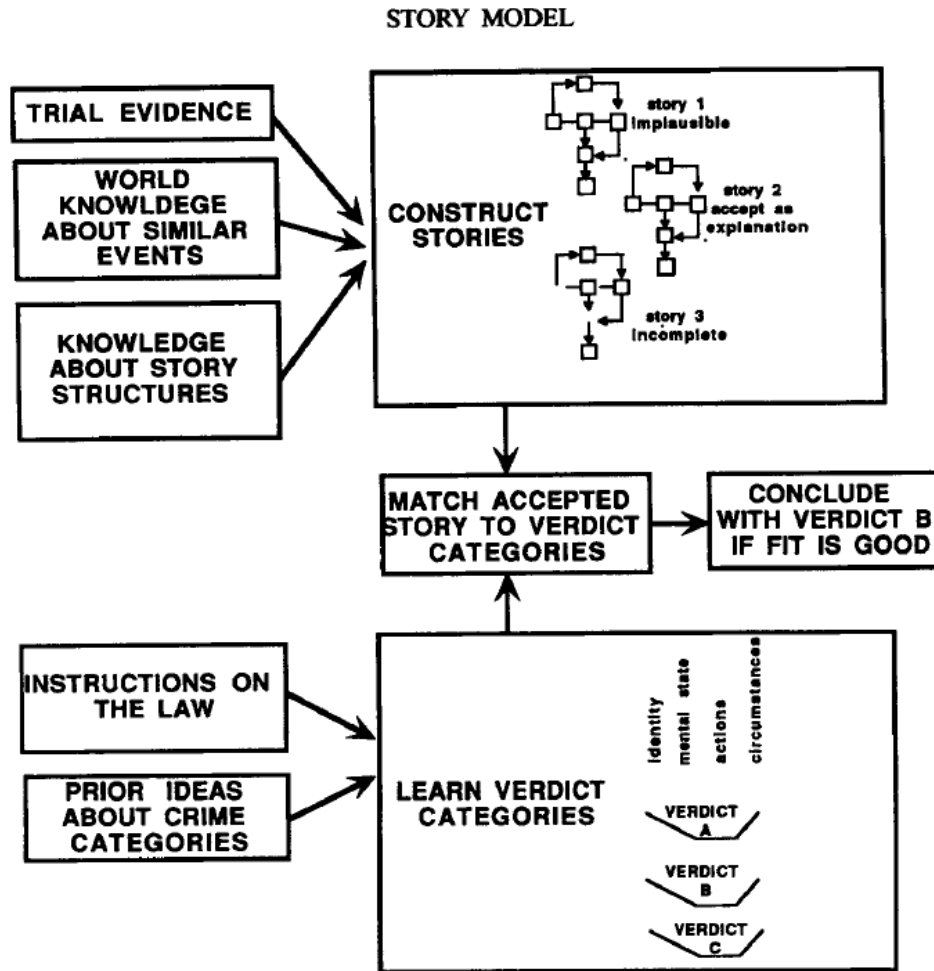 STORY MODEL
TRIAL EVIDENCE
WORLD
KNOWLDEGE
ABOUT SIMILAR
EVENTS
KNOWLEDGE
ABOUT STORY
STRUCTURES
CONSTRUCT
STORIES
story 1
implausible
story 2
accept as
explanation
story 3
incomplete
MATCH ACCEPTED
STORY TO VERDICT
CATEGORIES
CONCLUDE
WITH VERDICT B
IF FIT IS GOOD
INSTRUCTIONS ON
THE LAW
PRIOR IDEAS
ABOUT CRIME
CATEGORIES
LEARN VERDICT
CATEGORIES
identity
mental state
actions
circumstances
VERDICT
A
VERDICT
B
VERDICT
C